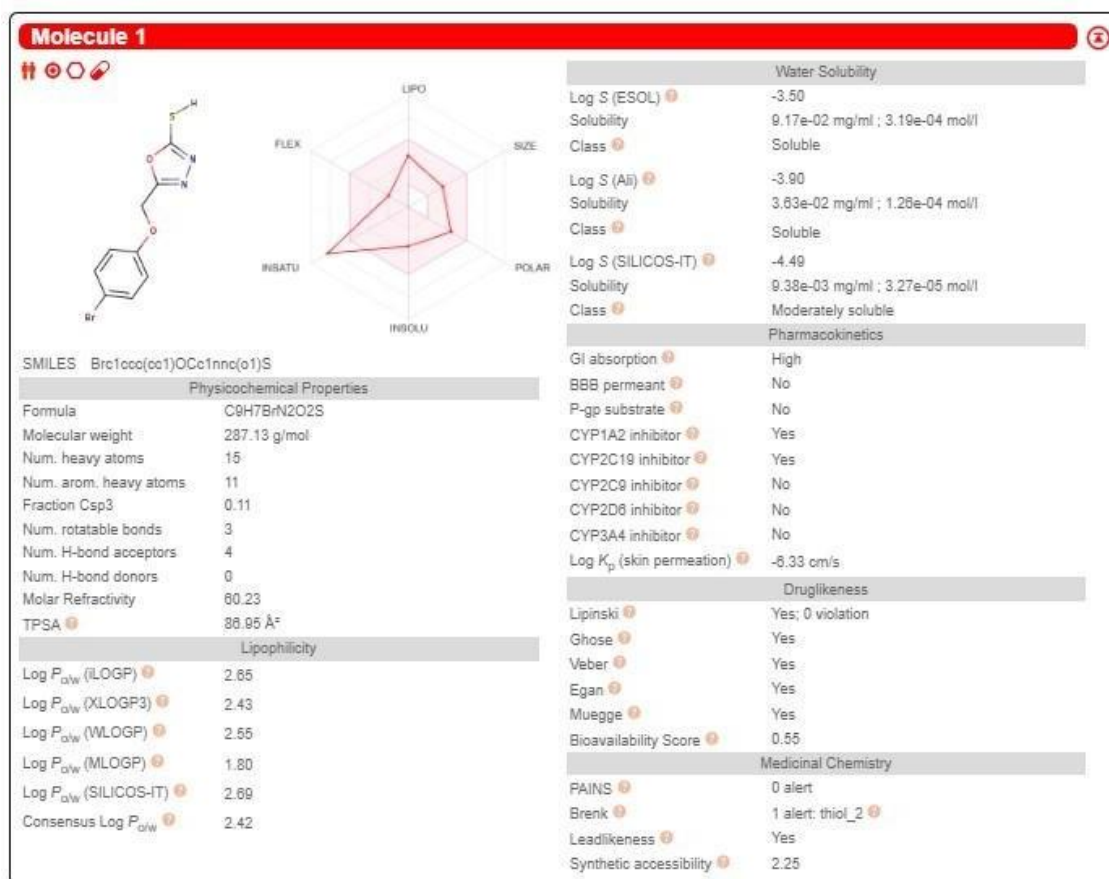 Molecule 1
S
H
O
N
N
O
Br
LIPO
FLEX
SIZE
INSATU
POLAR
INSOLU
SMILES Brc1ccc(cc1)OCc1nnc(o1)S
Physicochemical Properties
Formula C9H7BrN2O2S
Molecular weight 287.13 g/mol
Num. heavy atoms 15
Num. arom. heavy atoms 11
Fraction Csp3 0.11
Num. rotatable bonds 3
Num. H-bond acceptors 4
Num. H-bond donors 0
Molar Refractivity 60.23
TPSA ? 86.95 Å²
Lipophilicity
Log Po/w (iLOGP) ? 2.65
Log Po/w (XLOGP3) ? 2.43
Log Po/w (WLOGP) ? 2.55
Log Po/w (MLOGP) ? 1.80
Log Po/w (SILICOS-IT) ? 2.69
Consensus Log Po/w ? 2.42
Water Solubility
Log S (ESOL) ? -3.50
Solubility 9.17e-02 mg/ml ; 3.19e-04 mol/l
Class ? Soluble
Log S (Ali) ? -3.90
Solubility 3.63e-02 mg/ml ; 1.26e-04 mol/l
Class ? Soluble
Log S (SILICOS-IT) ? -4.49
Solubility 9.38e-03 mg/ml ; 3.27e-05 mol/l
Class ? Moderately soluble
Pharmacokinetics
GI absorption ? High
BBB permeant ? No
P-gp substrate ? No
CYP1A2 inhibitor ? Yes
CYP2C19 inhibitor ? Yes
CYP2C9 inhibitor ? No
CYP2D6 inhibitor ? No
CYP3A4 inhibitor ? No
Log Kp (skin permeation) ? -6.33 cm/s
Druglikeness
Lipinski ? Yes; 0 violation
Ghose ? Yes
Veber ? Yes
Egan ? Yes
Muegge ? Yes
Bioavailability Score ? 0.55
Medicinal Chemistry
PAINS ? 0 alert
Brenk ? 1 alert: thiol_2 ?
Leadlikeness ? Yes
Synthetic accessibility ? 2.25